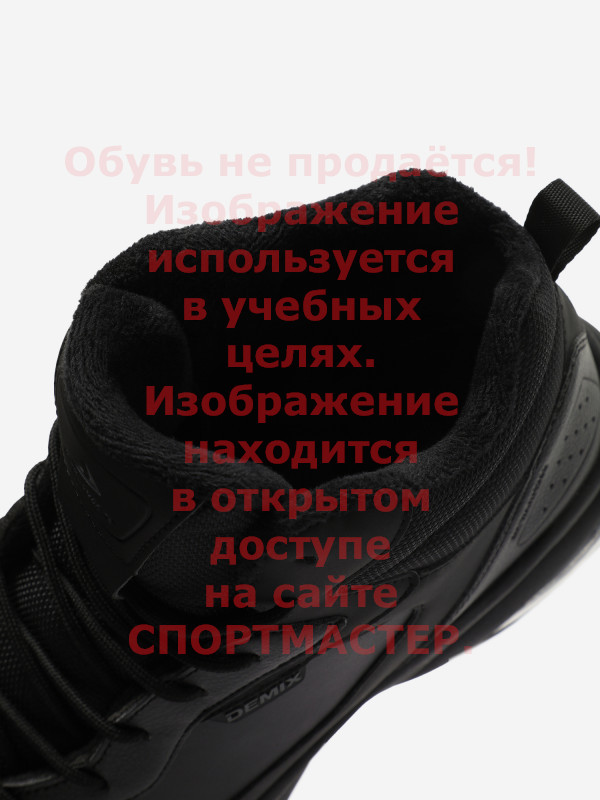 Обувь не продаётся!
Изображение
используется
в учебных
целях.
Изображение
находится
в открытом
доступе
на сайте
СПОРТМАСТЕР.
DEMIX